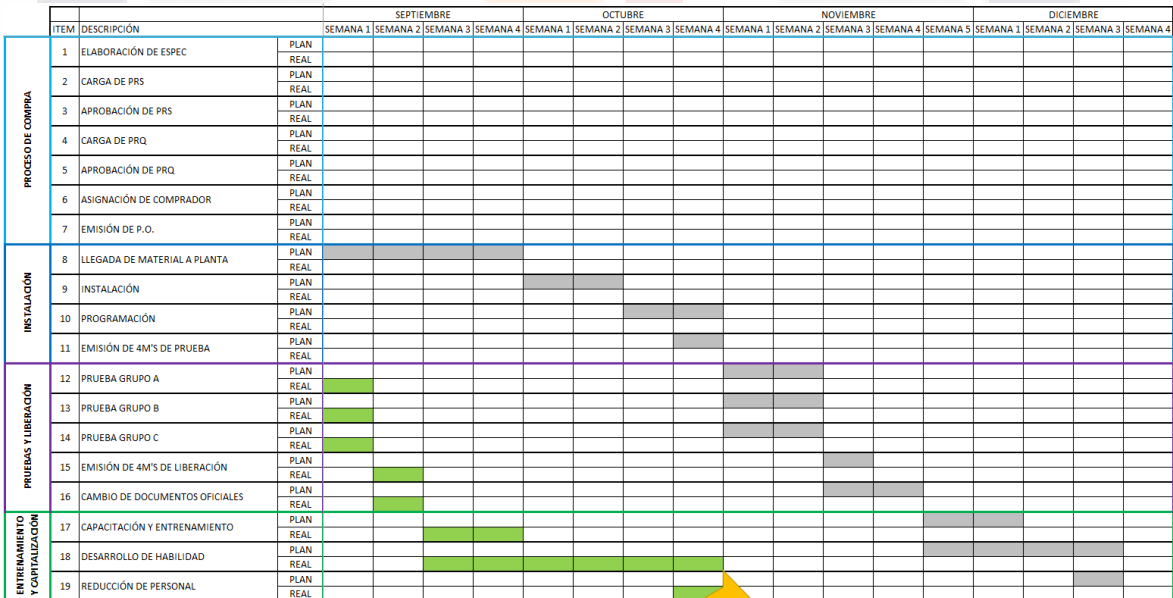 SEPTIEMBRE OCTUBRE NOVIEMBRE DICIEMBRE
ITEM DESCRIPCIÓN SEMANA 1 SEMANA 2 SEMANA 3 SEMANA 4 SEMANA 1 SEMANA 2 SEMANA 3 SEMANA 4 SEMANA 1 SEMANA 2 SEMANA 3 SEMANA 4 SEMANA 5 SEMANA 1 SEMANA 2 SEMANA 3 SEMANA 4
PROCESO DE COMPRA
1 ELABORACIÓN DE ESPEC PLAN
REAL
2 CARGA DE PRS PLAN
REAL
3 APROBACIÓN DE PRS PLAN
REAL
4 CARGA DE PRQ PLAN
REAL
5 APROBACIÓN DE PRQ PLAN
REAL
6 ASIGNACIÓN DE COMPRADOR PLAN
REAL
7 EMISIÓN DE P.O. PLAN
REAL
INSTALACIÓN
8 LLEGADA DE MATERIAL A PLANTA PLAN
REAL
9 INSTALACIÓN PLAN
REAL
10 PROGRAMACIÓN PLAN
REAL
11 EMISIÓN DE 4M'S DE PRUEBA PLAN
REAL
PRUEBAS Y LIBERACIÓN
12 PRUEBA GRUPO A PLAN
REAL
13 PRUEBA GRUPO B PLAN
REAL
14 PRUEBA GRUPO C PLAN
REAL
15 EMISIÓN DE 4M'S DE LIBERACIÓN PLAN
REAL
16 CAMBIO DE DOCUMENTOS OFICIALES PLAN
REAL
ENTRENAMIENTO
Y CAPITALIZACIÓN
17 CAPACITACIÓN Y ENTRENAMIENTO PLAN
REAL
18 DESARROLLO DE HABILIDAD PLAN
REAL
19 REDUCCIÓN DE PERSONAL PLAN
REAL